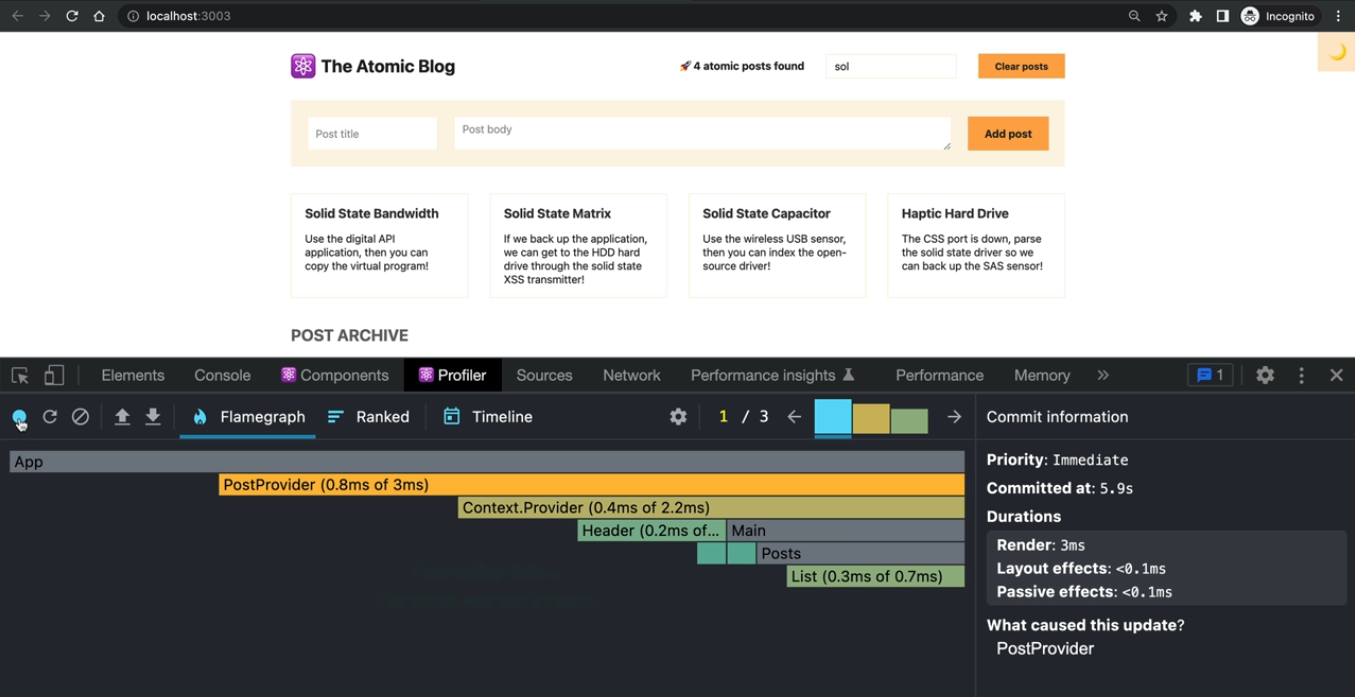 localhost:3003
Incognito
The Atomic Blog
🚀 4 atomic posts found
sol
Clear posts
Post title
Post body
Add post
Solid State Bandwidth
Use the digital API
application, then you can
copy the virtual program!
Solid State Matrix
If we back up the application,
we can get to the HDD hard
drive through the solid state
XSS transmitter!
Solid State Capacitor
Use the wireless USB sensor,
then you can index the open-
source driver!
Haptic Hard Drive
The CSS port is down, parse
the solid state driver so we
can back up the SAS sensor!
POST ARCHIVE
Elements
Console
Components
Profiler
Sources
Network
Performance insights
Performance
Memory
1
Flamegraph
Ranked
Timeline
1 / 3
Commit information
App
PostProvider (0.8ms of 3ms)
Context.Provider (0.4ms of 2.2ms)
Header (0.2ms of...
Main
Posts
List (0.3ms of 0.7ms)
Priority: Immediate
Committed at: 5.9s
Durations
Render: 3ms
Layout effects: <0.1ms
Passive effects: <0.1ms
What caused this update?
PostProvider